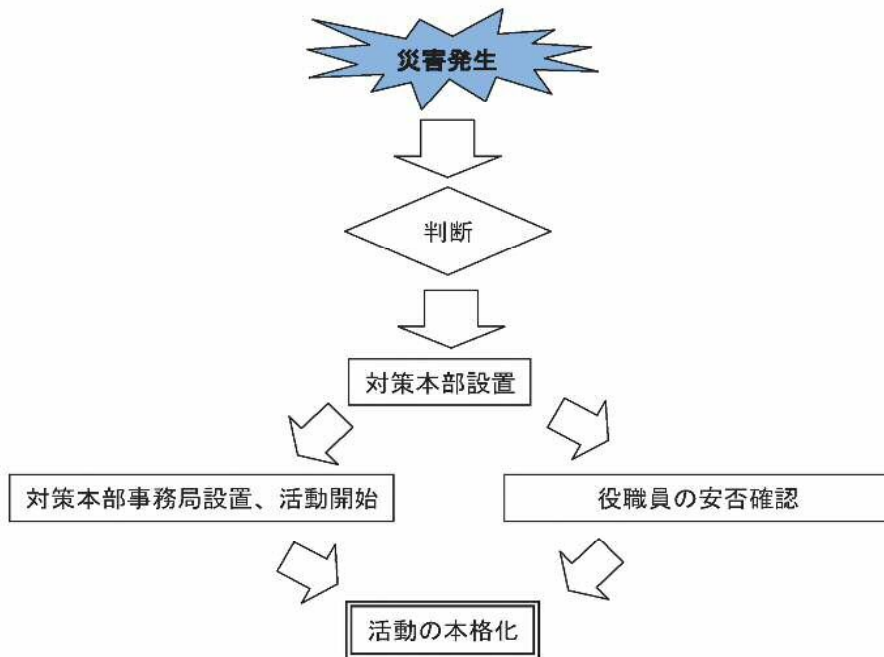 災害発生
判断
対策本部設置
対策本部事務局設置、活動開始
役職員の安否確認
活動の本格化